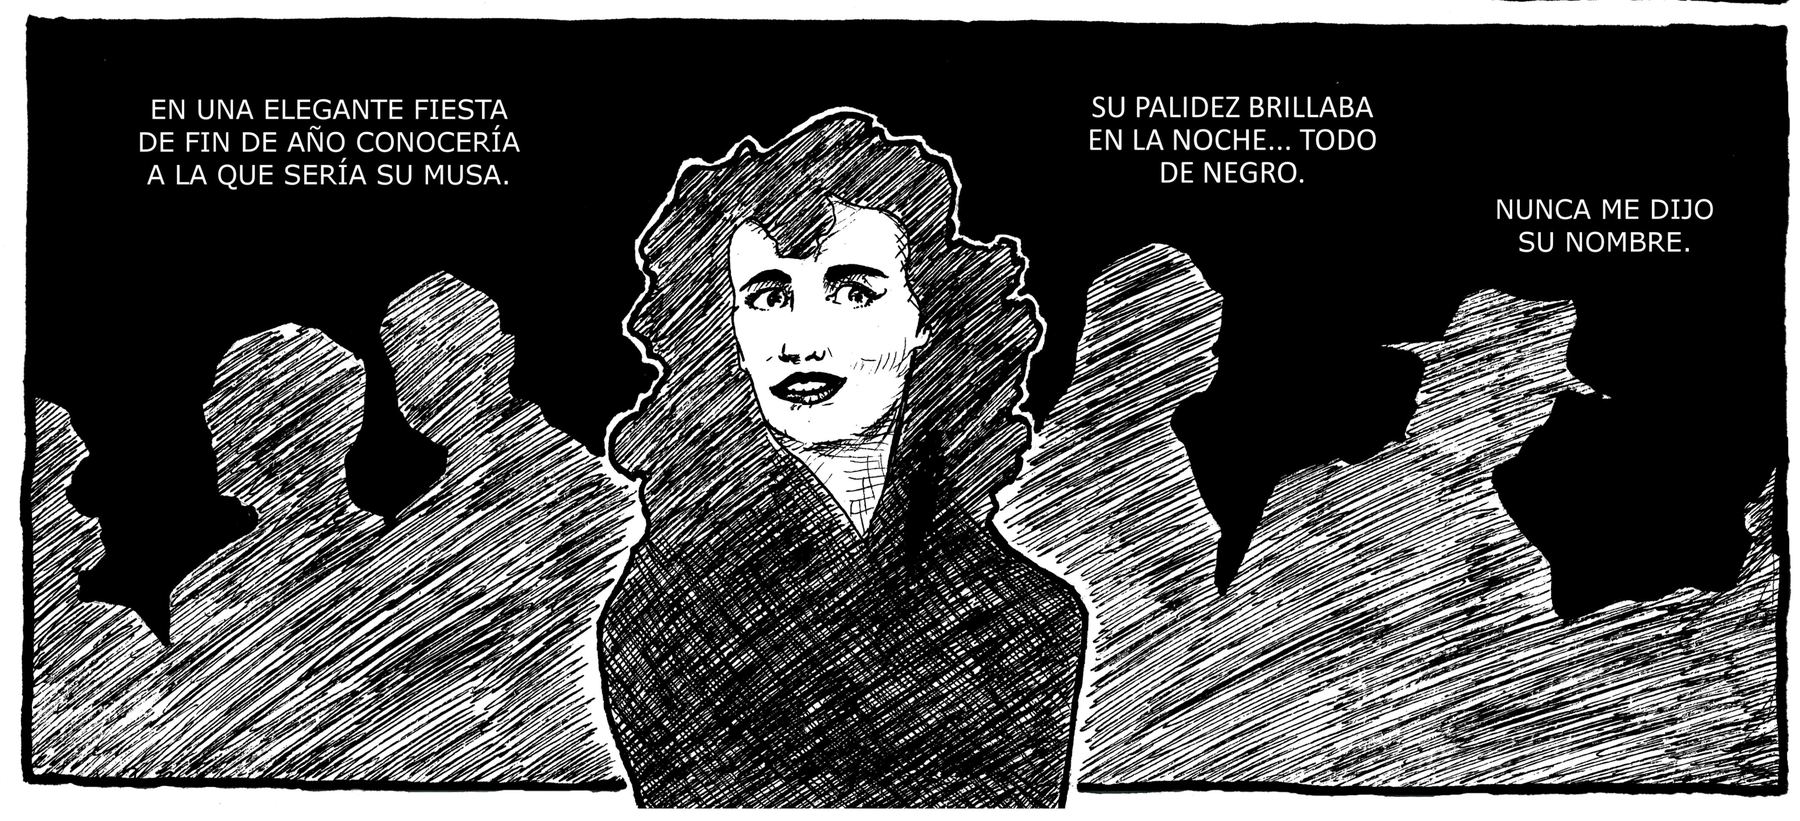 EN UNA ELEGANTE FIESTA
DE FIN DE AÑO CONOCERÍA
A LA QUE SERÍA SU MUSA.
SU PALIDEZ BRILLABA
EN LA NOCHE... TODO
DE NEGRO.
NUNCA ME DIJO
SU NOMBRE.